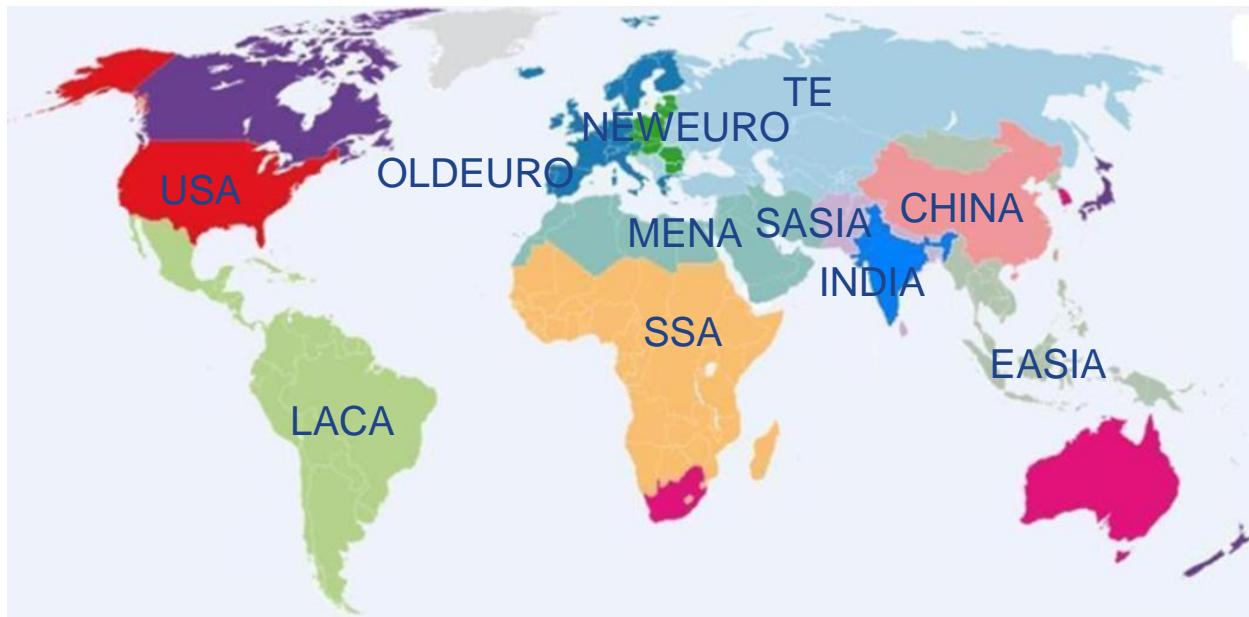 TE
NEWEURO
OLDEURO
USA
CHINA
SASIA
MENA
INDIA
SSA
EASIA
LACA